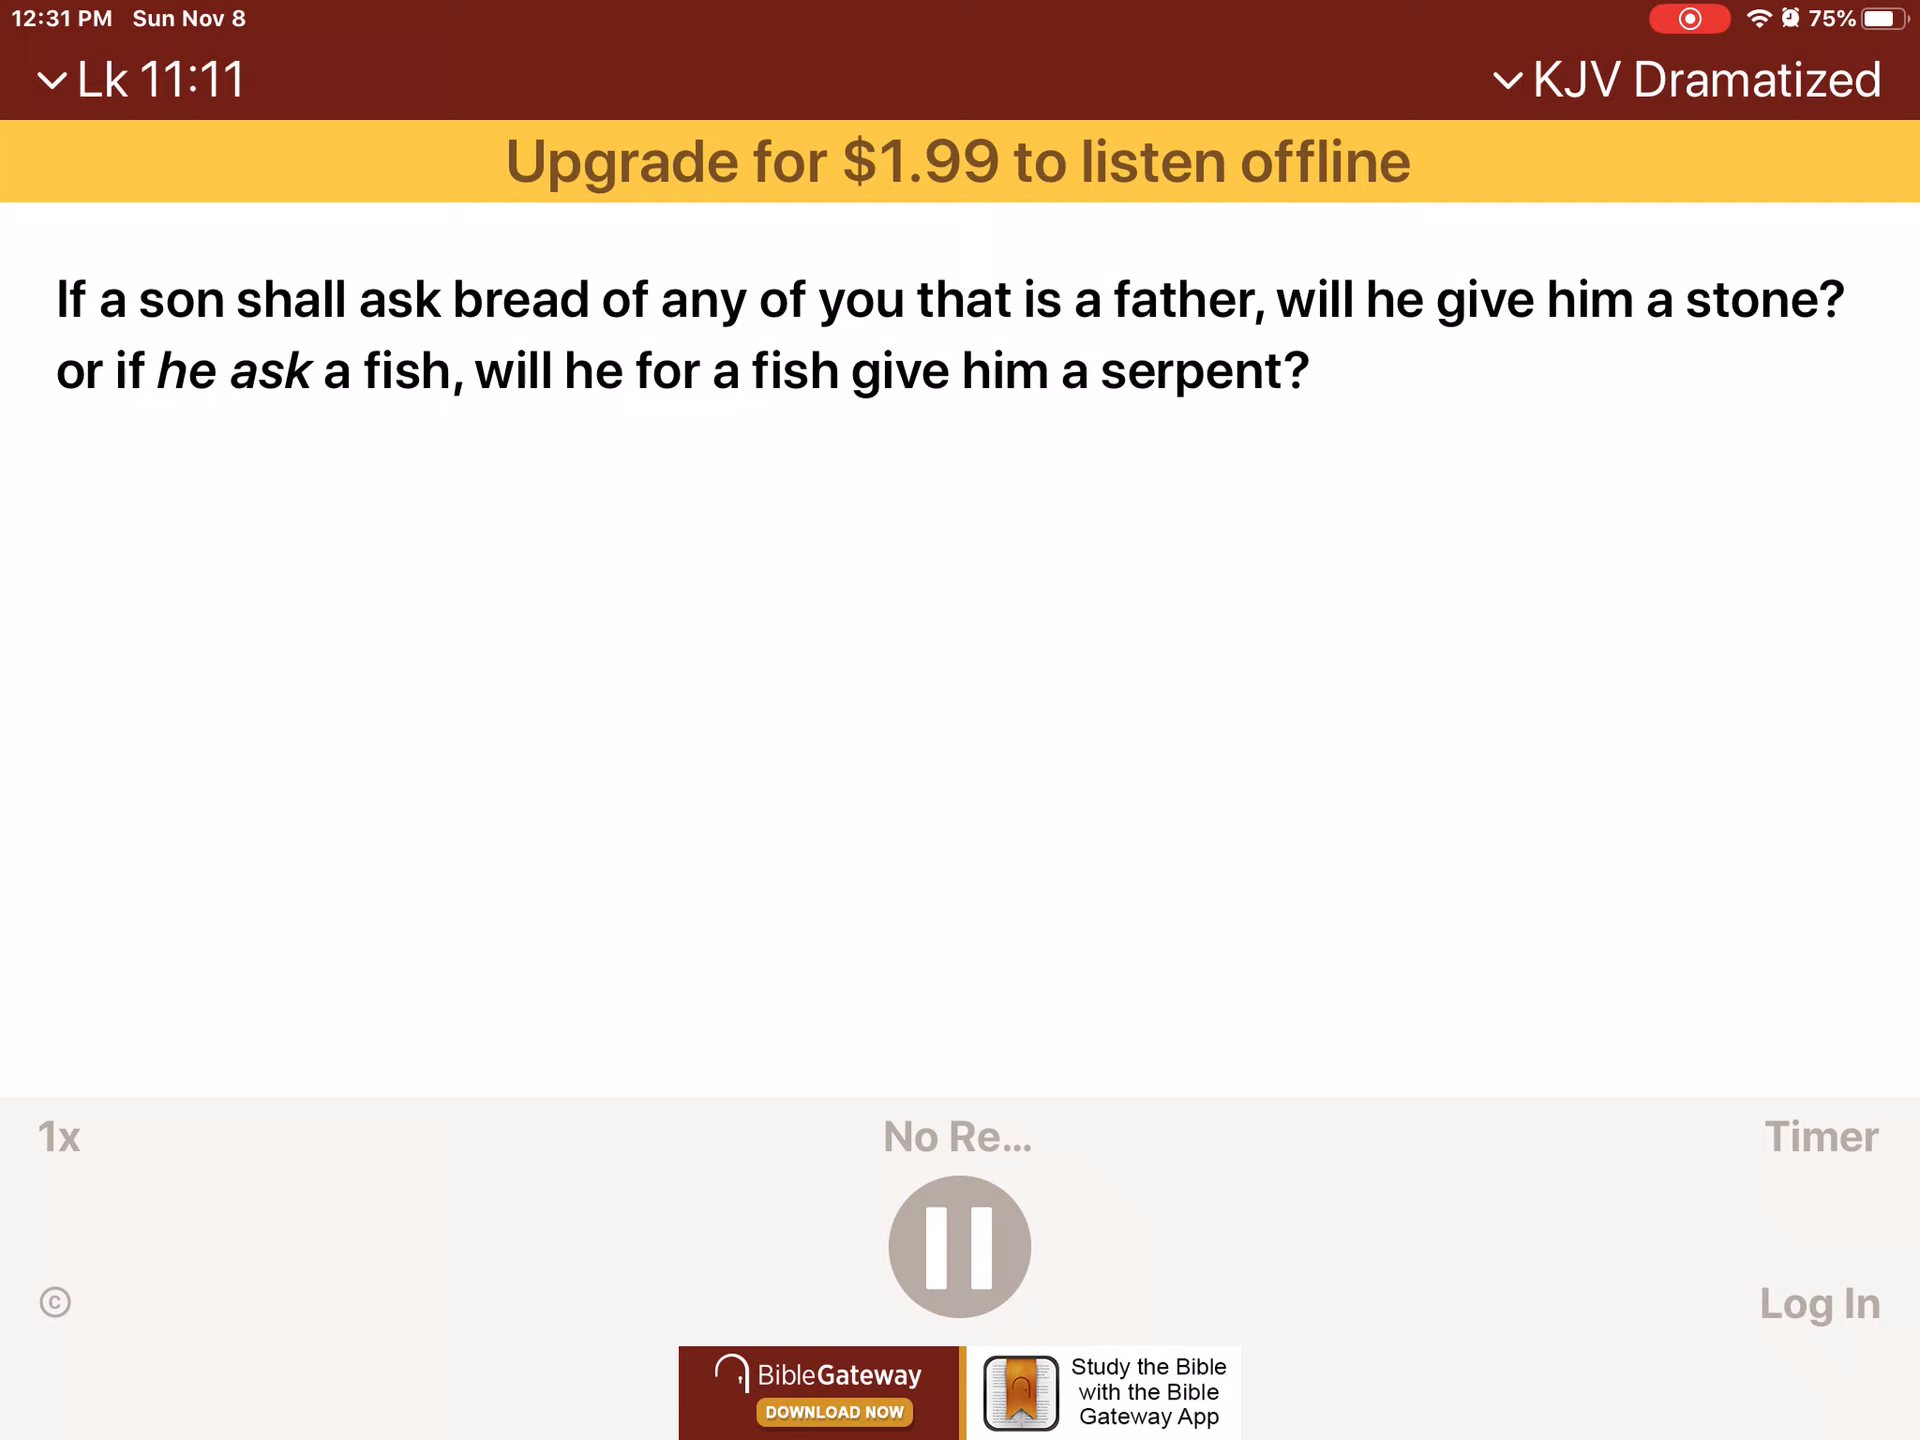 12:31 PM Sun Nov 8 75%
Lk 11:11 KJV Dramatized
Upgrade for $1.99 to listen offline
If a son shall ask bread of any of you that is a father, will he give him a stone?
or if he ask a fish, will he for a fish give him a serpent?
1x No Re... Timer
© Log In
BibleGateway
DOWNLOAD NOW
Study the Bible
with the Bible
Gateway App